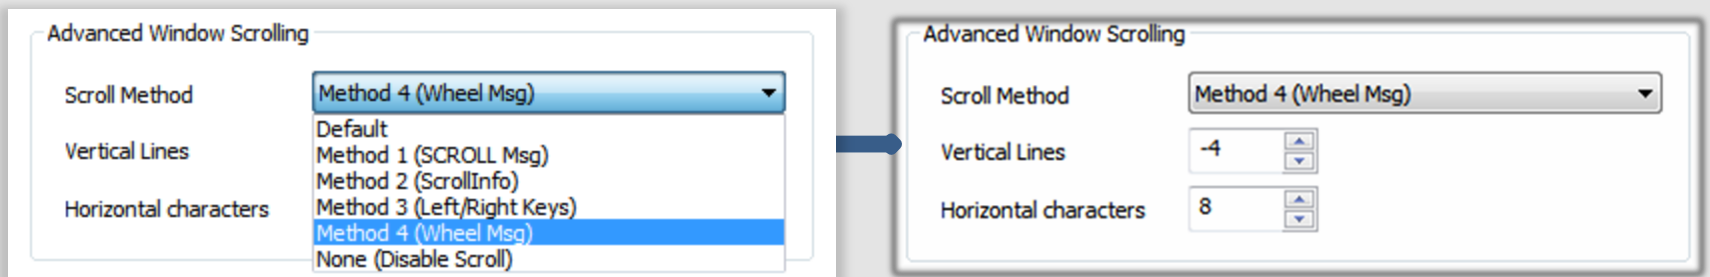 Advanced Window Scrolling
Scroll Method
Method 4 (Wheel Msg)
Default
Vertical Lines
Method 1 (SCROLL Msg)
Method 2 (ScrollInfo)
Horizontal characters
Method 3 (Left/Right Keys)
Method 4 (Wheel Msg)
None (Disable Scroll)
Advanced Window Scrolling
Scroll Method
Method 4 (Wheel Msg)
Vertical Lines
-4
Horizontal characters
8